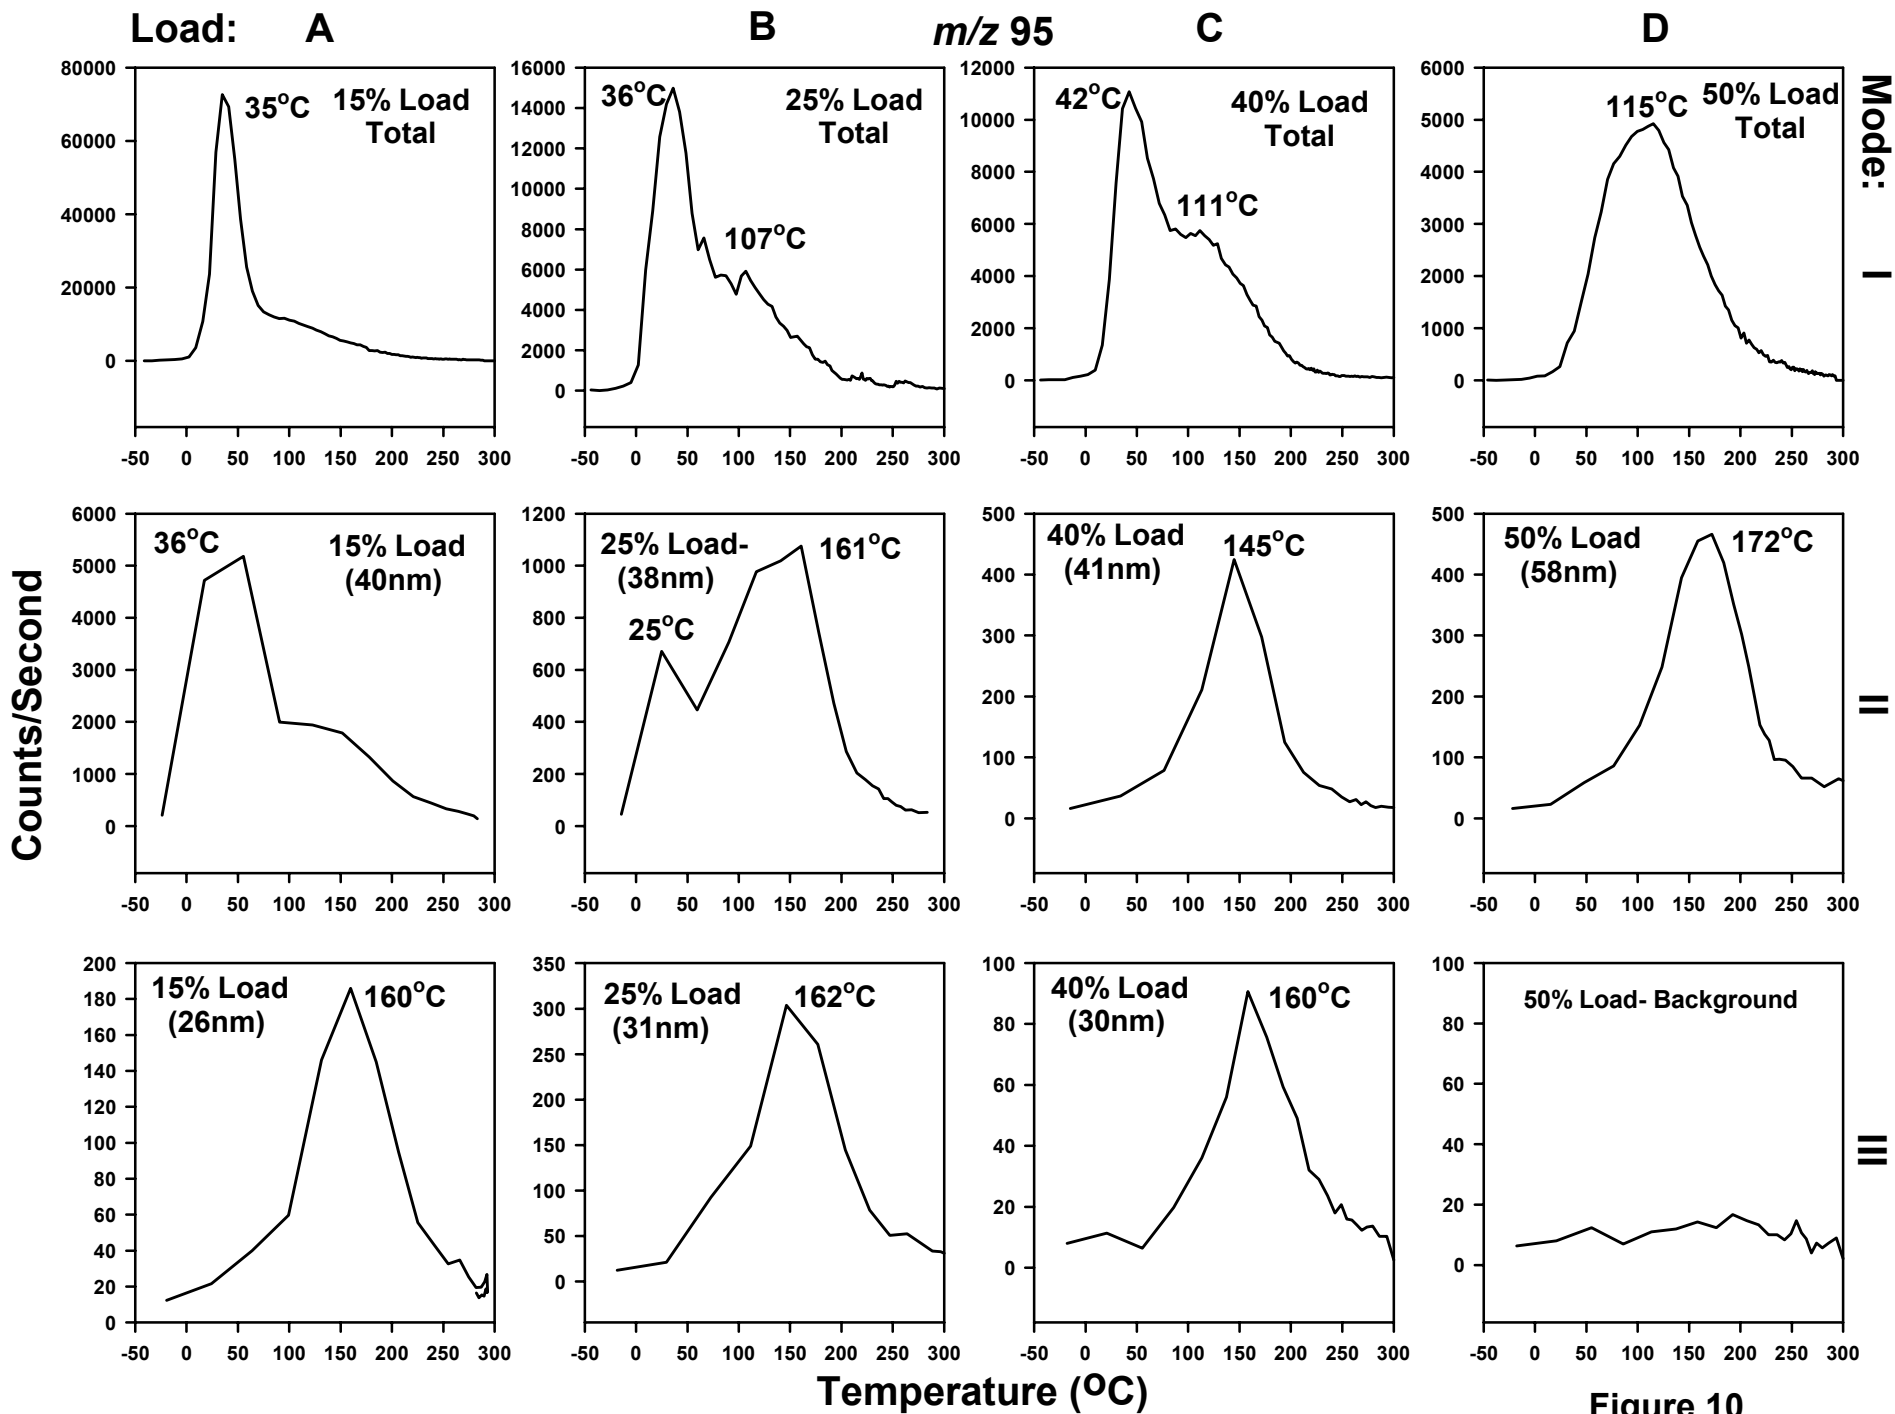 Load: A B m/z 95 C D
Mode: I II III
Counts/Second
80000
60000
40000
20000
0
35°C
15% Load
Total
-50 0 50 100 150 200 250 300
16000
14000
12000
10000
8000
6000
4000
2000
0
36°C
25% Load
Total
107°C
-50 0 50 100 150 200 250 300
12000
10000
8000
6000
4000
2000
0
42°C
40% Load
Total
111°C
-50 0 50 100 150 200 250 300
6000
5000
4000
3000
2000
1000
0
115°C
50% Load
Total
-50 0 50 100 150 200 250 300
6000
5000
4000
3000
2000
1000
0
36°C
15% Load
(40nm)
-50 0 50 100 150 200 250 300
1200
1000
800
600
400
200
0
25% Load-
(38nm)
161°C
25°C
-50 0 50 100 150 200 250 300
500
400
300
200
100
0
40% Load
(41nm)
145°C
-50 0 50 100 150 200 250 300
500
400
300
200
100
0
50% Load
(58nm)
172°C
-50 0 50 100 150 200 250 300
200
180
160
140
120
100
80
60
40
20
0
15% Load
(26nm)
160°C
-50 0 50 100 150 200 250 300
350
300
250
200
150
100
50
0
25% Load
(31nm)
162°C
-50 0 50 100 150 200 250 300
100
80
60
40
20
0
40% Load
(30nm)
160°C
-50 0 50 100 150 200 250 300
100
80
60
40
20
0
50% Load- Background
-50 0 50 100 150 200 250 300
Temperature (°C)
Figure 10